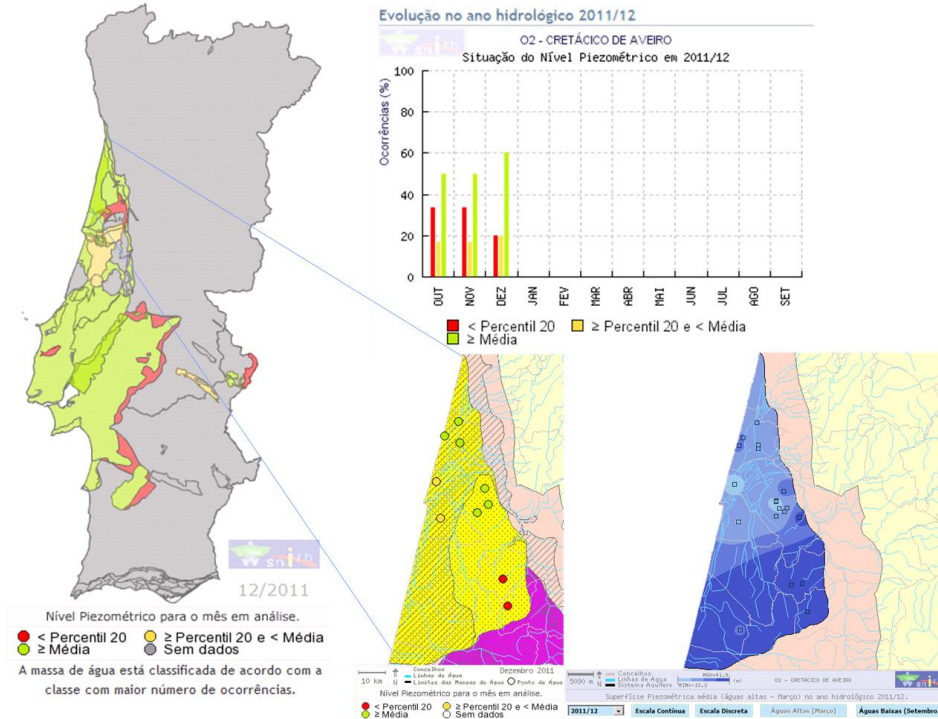 Evolução no ano hidrológico 2011/12
O2 - CRETÁCICO DE AVEIRO
Situação do Nível Piezométrico em 2011/12
Ocorrências (%)
100
80
60
40
20
0
OUT NOV DEZ JAN FEV MAR ABR MAI JUN JUL AGO SET
< Percentil 20 ≥ Percentil 20 e < Média
≥ Média
snirh
12/2011
Nível Piezométrico para o mês em análise.
< Percentil 20 ≥ Percentil 20 e < Média
≥ Média Sem dados
A massa de água está classificada de acordo com a
classe com maior número de ocorrências.
10 km N
Concelhos
Linhas de Água
Limites das Massas de Água Ponto de água
Dezembro 2011
Nível Piezométrico para o mês em análise.
< Percentil 20 ≥ Percentil 20 e < Média
≥ Média Sem dados
5090 m N
Concelhos
Linhas de Água
Sistema Aquífero
(m)
O2 - CRETÁCICO DE AVEIRO
Superfície Piezométrica média (águas altas - Março) no ano hidrológico 2011/12.
2011/12 Escala Contínua Escala Discreta Águas Altas (Março) Águas Baixas (Setembro